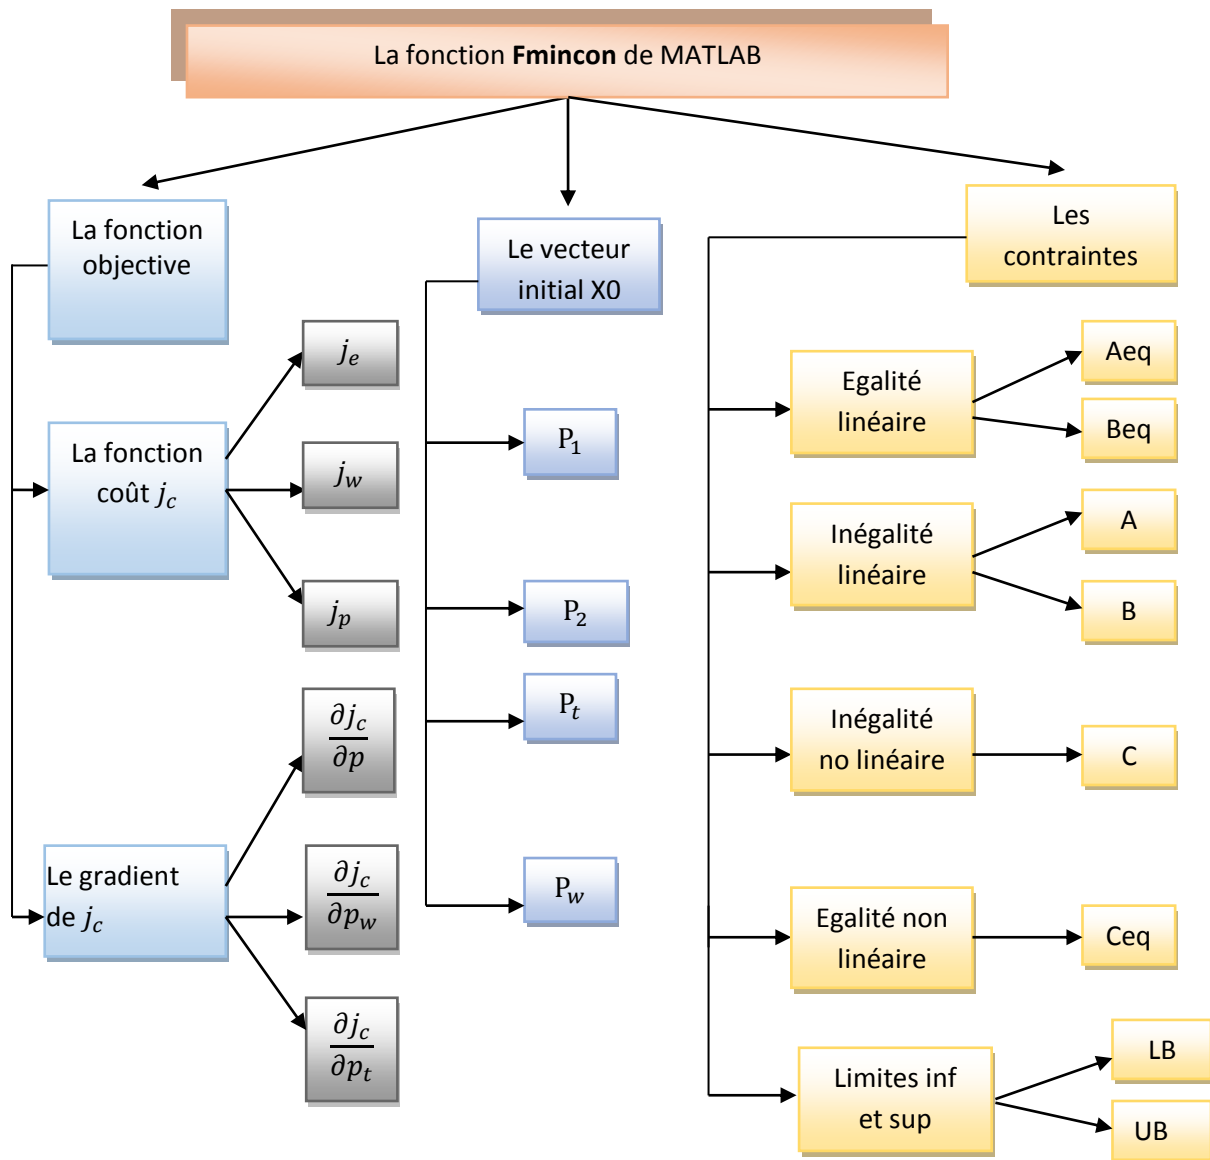 La fonction Fmincon de MATLAB
La fonction
objective
Le vecteur
initial X0
Les
contraintes
La fonction
coût j_c
j_e
j_w
j_p
Le gradient
de j_c
∂j_c
∂p
∂j_c
∂p_w
∂j_c
∂p_t
P_1
P_2
P_t
P_w
Egalité
linéaire
Aeq
Beq
Inégalité
linéaire
A
B
Inégalité
no linéaire
C
Egalité non
linéaire
Ceq
Limites inf
et sup
LB
UB